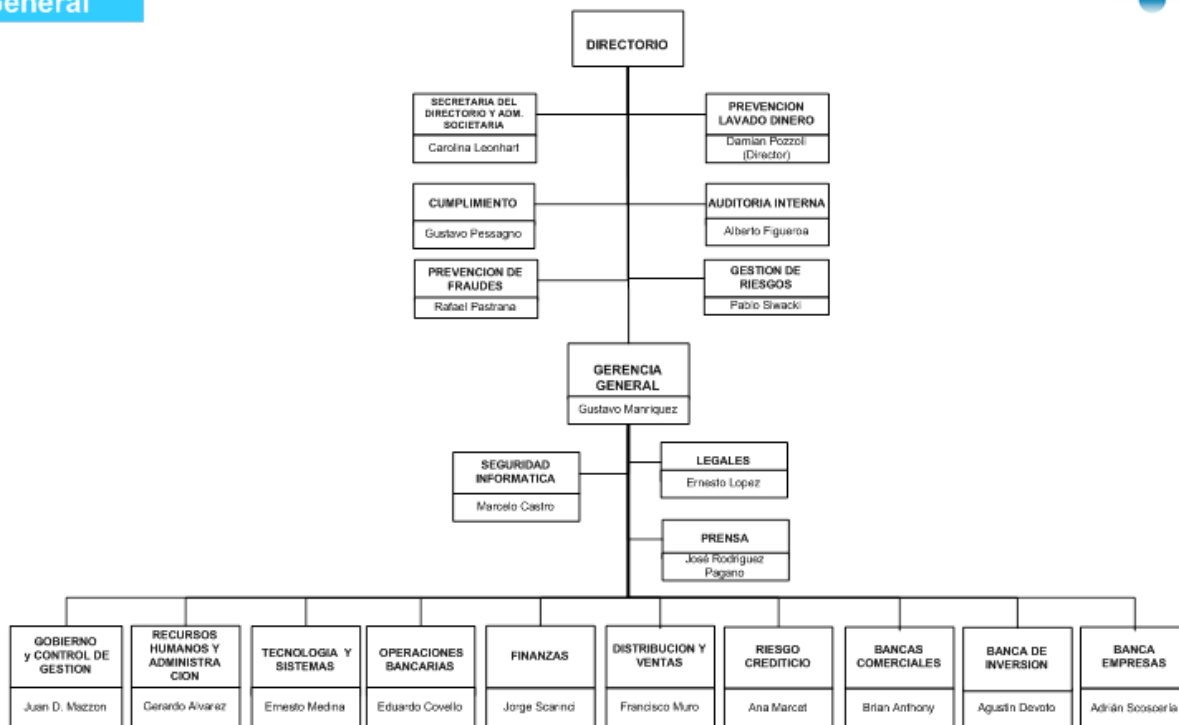 General
DIRECTORIO
SECRETARIA DEL
DIRECTORIO Y ADM.
SOCIETARIA
Carolina Leonhart
PREVENCION
LAVADO DINERO
Damian Pozzoli
(Director)
CUMPLIMIENTO
Gustavo Pessagno
AUDITORIA INTERNA
Alberto Figueroa
PREVENCION DE
FRAUDES
Rafael Pastrana
GESTION DE
RIESGOS
Pablo Siwacki
GERENCIA
GENERAL
Gustavo Manriquez
SEGURIDAD
INFORMATICA
Marcelo Castro
LEGALES
Ernesto Lopez
PRENSA
José Rodriguez
Pagano
GOBIERNO
y CONTROL DE
GESTION
Juan D. Mazzon
RECURSOS
HUMANOS Y
ADMINISTRA
CION
Gerardo Alvarez
TECNOLOGIA Y
SISTEMAS
Ernesto Medina
OPERACIONES
BANCARIAS
Eduardo Covello
FINANZAS
Jorge Scarinci
DISTRIBUCION Y
VENTAS
Francisco Muro
RIESGO
CREDITICIO
Ana Marcet
BANCAS
COMERCIALES
Brian Anthony
BANCA DE
INVERSION
Agustin Devoto
BANCA
EMPRESAS
Adrián Scosceria